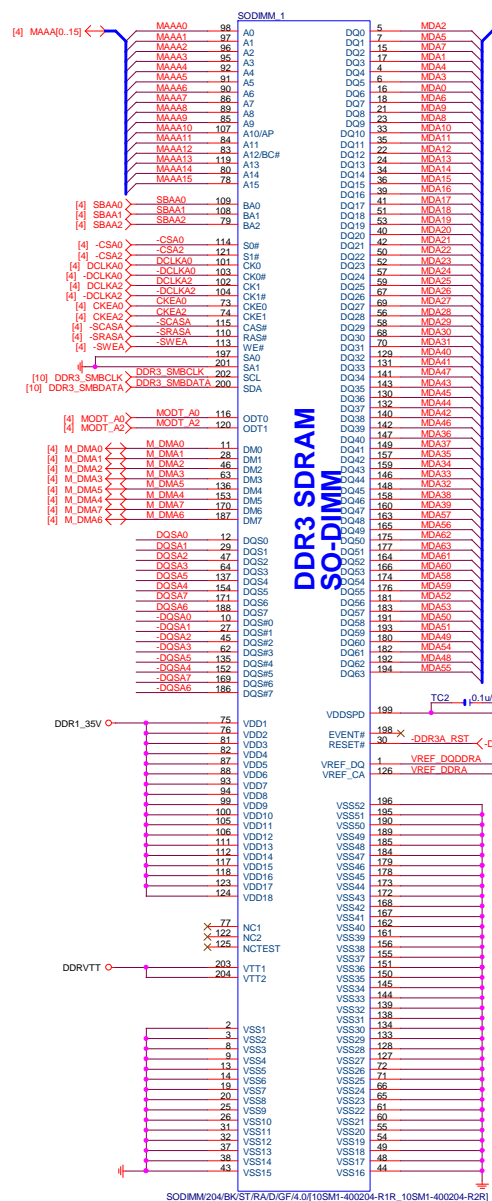 SODIMM_1
[4] MAAA[0..15]
MAAA0 98 A0
MAAA1 97 A1
MAAA2 96 A2
MAAA3 95 A3
MAAA4 92 A4
MAAA5 91 A5
MAAA6 90 A6
MAAA7 86 A7
MAAA8 89 A8
MAAA9 85 A9
MAAA10 107 A10/AP
MAAA11 84 A11
MAAA12 83 A12/BC#
MAAA13 119 A13
MAAA14 80 A14
MAAA15 78 A15
[4] SBAA0 SBAA0 109 BA0
[4] SBAA1 SBAA1 108 BA1
[4] SBAA2 SBAA2 79 BA2
[4] -CSA0 -CSA0 114 S0#
[4] -CSA2 -CSA2 121 S1#
[4] DCLKA0 DCLKA0 101 CK0
[4] -DCLKA0 -DCLKA0 103 CK0#
[4] DCLKA2 DCLKA2 102 CK1
[4] -DCLKA2 -DCLKA2 104 CK1#
[4] CKEA0 CKEA0 73 CKE0
[4] CKEA2 CKEA2 74 CKE1
[4] -SCASA -SCASA 115 CAS#
[4] -SRASA -SRASA 110 RAS#
[4] -SWEA -SWEA 113 WE#
197 SA0
201 SA1
[10] DDR3_SMBCLK DDR3_SMBCLK 202 SCL
[10] DDR3_SMBDATA DDR3_SMBDATA 200 SDA
[4] MODT_A0 MODT_A0 116 ODT0
[4] MODT_A2 MODT_A2 120 ODT1
[4] M_DMA0 M_DMA0 11 DM0
[4] M_DMA1 M_DMA1 28 DM1
[4] M_DMA2 M_DMA2 46 DM2
[4] M_DMA3 M_DMA3 63 DM3
[4] M_DMA5 M_DMA5 136 DM4
[4] M_DMA4 M_DMA4 153 DM5
[4] M_DMA7 M_DMA7 170 DM6
[4] M_DMA6 M_DMA6 187 DM7
DQSA0 12 DQS0
DQSA1 29 DQS1
DQSA2 47 DQS2
DQSA3 64 DQS3
DQSA5 137 DQS4
DQSA4 154 DQS5
DQSA7 171 DQS6
DQSA6 188 DQS7
-DQSA0 10 DQS#0
-DQSA1 27 DQS#1
-DQSA2 45 DQS#2
-DQSA3 62 DQS#3
-DQSA5 135 DQS#4
-DQSA4 152 DQS#5
-DQSA7 169 DQS#6
-DQSA6 186 DQS#7
DDR1_35V
75 VDD1
76 VDD2
81 VDD3
82 VDD4
87 VDD5
88 VDD6
93 VDD7
94 VDD8
99 VDD9
100 VDD10
105 VDD11
106 VDD12
111 VDD13
112 VDD14
117 VDD15
118 VDD16
123 VDD17
124 VDD18
77 NC1
122 NC2
125 NCTEST
DDRVTT
203 VTT1
204 VTT2
2 VSS1
3 VSS2
8 VSS3
9 VSS4
13 VSS5
14 VSS6
19 VSS7
20 VSS8
25 VSS9
26 VSS10
31 VSS11
32 VSS12
37 VSS13
38 VSS14
43 VSS15
DDR3 SDRAM
SO-DIMM
DQ0 5 MDA2
DQ1 7 MDA5
DQ2 15 MDA7
DQ3 17 MDA1
DQ4 4 MDA4
DQ5 6 MDA3
DQ6 16 MDA0
DQ7 18 MDA6
DQ8 21 MDA9
DQ9 23 MDA8
DQ10 33 MDA10
DQ11 35 MDA11
DQ12 22 MDA12
DQ13 24 MDA13
DQ14 34 MDA14
DQ15 36 MDA15
DQ16 39 MDA16
DQ17 41 MDA17
DQ18 51 MDA18
DQ19 53 MDA19
DQ20 40 MDA20
DQ21 42 MDA21
DQ22 50 MDA22
DQ23 52 MDA23
DQ24 57 MDA24
DQ25 59 MDA25
DQ26 67 MDA26
DQ27 69 MDA27
DQ28 56 MDA28
DQ29 58 MDA29
DQ30 68 MDA30
DQ31 70 MDA31
DQ32 129 MDA40
DQ33 131 MDA41
DQ34 141 MDA47
DQ35 143 MDA43
DQ36 130 MDA45
DQ37 132 MDA44
DQ38 140 MDA42
DQ39 142 MDA46
DQ40 147 MDA36
DQ41 149 MDA37
DQ42 157 MDA35
DQ43 159 MDA34
DQ44 146 MDA33
DQ45 148 MDA32
DQ46 158 MDA38
DQ47 160 MDA39
DQ48 163 MDA57
DQ49 165 MDA56
DQ50 175 MDA62
DQ51 177 MDA63
DQ52 164 MDA61
DQ53 166 MDA60
DQ54 174 MDA58
DQ55 176 MDA59
DQ56 181 MDA52
DQ57 183 MDA53
DQ58 191 MDA50
DQ59 193 MDA51
DQ60 180 MDA49
DQ61 182 MDA54
DQ62 192 MDA48
DQ63 194 MDA55
TC2 0.1u/
VDDSPD 199
EVENT# 198
RESET# 30 -DDR3A_RST
VREF_DQ 1 VREF_DQDDRA
VREF_CA 126 VREF_DDRA
VSS52 196
VSS51 195
VSS50 190
VSS49 189
VSS48 185
VSS47 184
VSS46 179
VSS45 178
VSS44 173
VSS43 172
VSS42 168
VSS41 167
VSS40 162
VSS39 161
VSS38 156
VSS37 155
VSS36 151
VSS35 150
VSS34 145
VSS33 144
VSS32 139
VSS31 138
VSS30 134
VSS29 133
VSS28 128
VSS27 127
VSS26 72
VSS25 71
VSS24 66
VSS23 65
VSS22 61
VSS21 60
VSS20 55
VSS19 54
VSS18 49
VSS17 48
VSS16 44
SODIMM/204/BK/ST/RA/D/GF/4.0/[10SM1-400204-R1R_10SM1-400204-R2R]